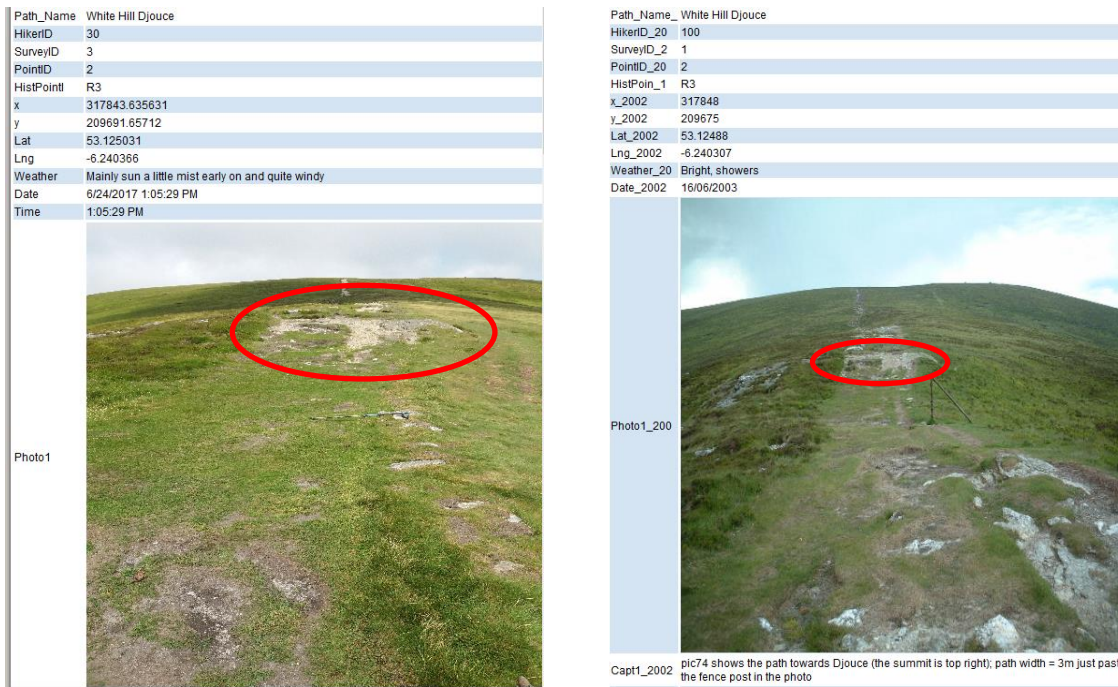 Path_Name White Hill Djouce
HikerID 30
SurveyID 3
PointID 2
HistPointI R3
x 317843.635631
y 209691.65712
Lat 53.125031
Lng -6.240366
Weather Mainly sun a little mist early on and quite windy
Date 6/24/2017 1:05:29 PM
Time 1:05:29 PM
Photo1
Path_Name_ White Hill Djouce
HikerID_20 100
SurveyID_2 1
PointID_20 2
HistPoin_1 R3
x_2002 317848
y_2002 209675
Lat_2002 53.12488
Lng_2002 -6.240307
Weather_20 Bright, showers
Date_2002 16/06/2003
Photo1_200
Capt1_2002 pic74 shows the path towards Djouce (the summit is top right); path width = 3m just past
the fence post in the photo